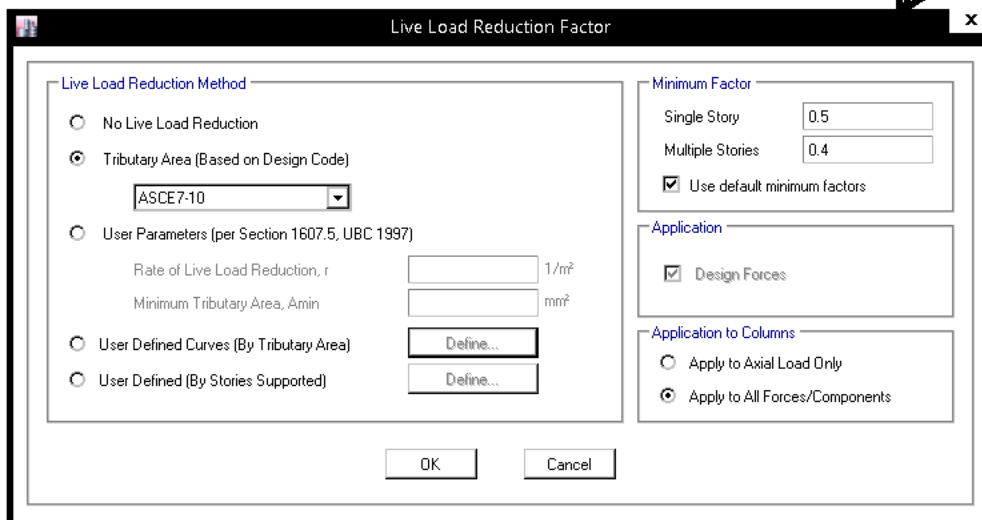 Live Load Reduction Factor
x
Live Load Reduction Method
No Live Load Reduction
Tributary Area (Based on Design Code)
ASCE7-10
User Parameters (per Section 1607.5, UBC 1997)
Rate of Live Load Reduction, r 1/m²
Minimum Tributary Area, Amin mm²
User Defined Curves (By Tributary Area) Define...
User Defined (By Stories Supported) Define...
Minimum Factor
Single Story 0.5
Multiple Stories 0.4
Use default minimum factors
Application
Design Forces
Application to Columns
Apply to Axial Load Only
Apply to All Forces/Components
OK Cancel